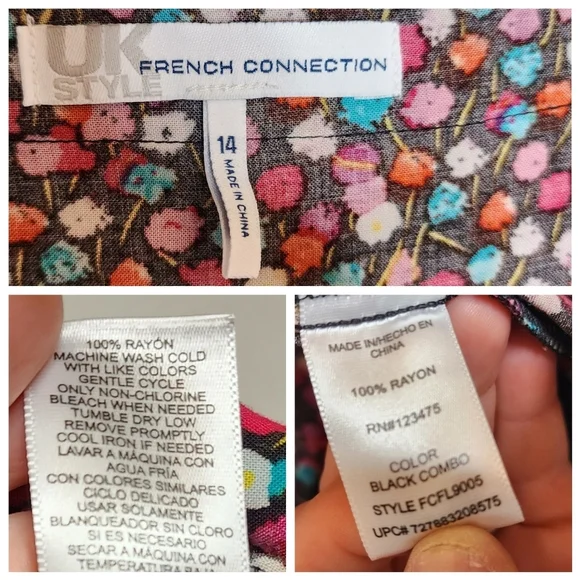 UK
STYLE
FRENCH CONNECTION
14
MADE IN CHINA
100% RAYON
MACHINE WASH COLD
WITH LIKE COLORS
GENTLE CYCLE
ONLY NON-CHLORINE
BLEACH WHEN NEEDED
TUMBLE DRY LOW
REMOVE PROMPTLY
COOL IRON IF NEEDED
LAVAR A MÁQUINA CON
AGUA FRÍA
CON COLORES SIMILARES
CICLO DELICADO
USAR SOLAMENTE
BLANQUEADOR SIN CLORO
SI ES NECESARIO
SECAR A MÁQUINA CON
TEMPERATURA BAJA
MADE IN/HECHO EN
CHINA
100% RAYON
RN#123475
COLOR
BLACK COMBO
STYLE FCFL9005
UPC# 727883208575